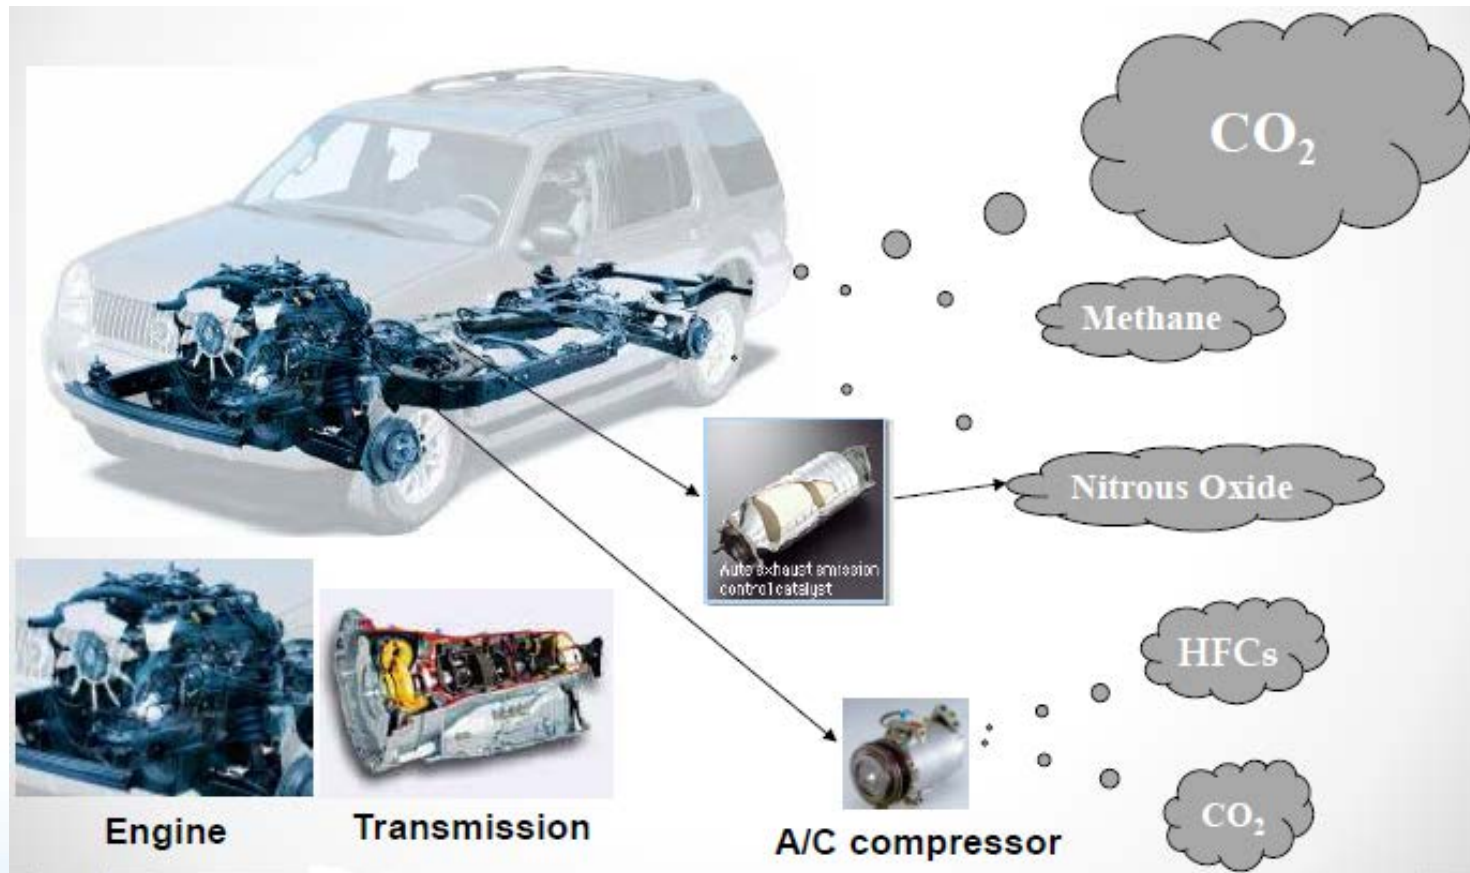 CO₂
Methane
Nitrous Oxide
Auto exhaust emission
control catalyst
HFCs
CO₂
Engine
Transmission
A/C compressor